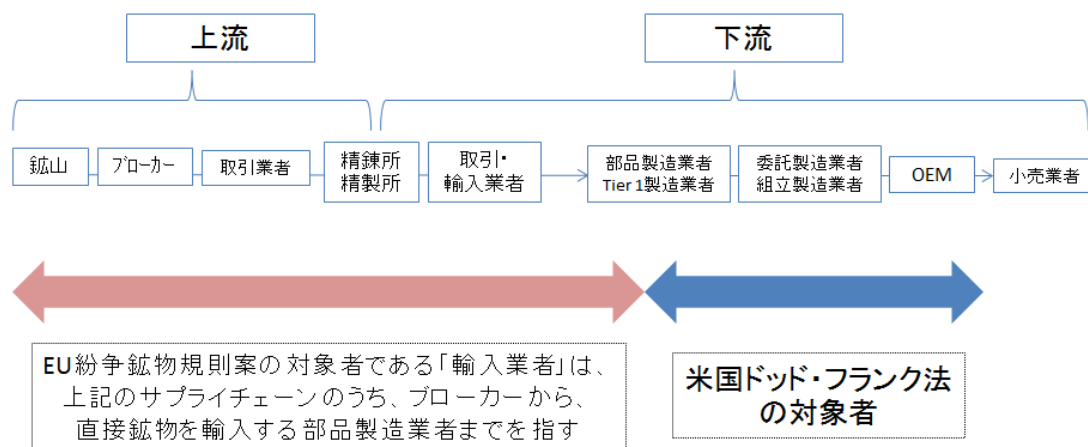 上流
下流
鉱山
ブローカー
取引業者
精錬所
精製所
取引・
輸入業者
部品製造業者
Tier 1製造業者
委託製造業者
組立製造業者
OEM
小売業者
EU紛争鉱物規則案の対象者である「輸入業者」は、
上記のサプライチェーンのうち、ブローカーから、
直接鉱物を輸入する部品製造業者までを指す
米国ドッド・フランク法
の対象者